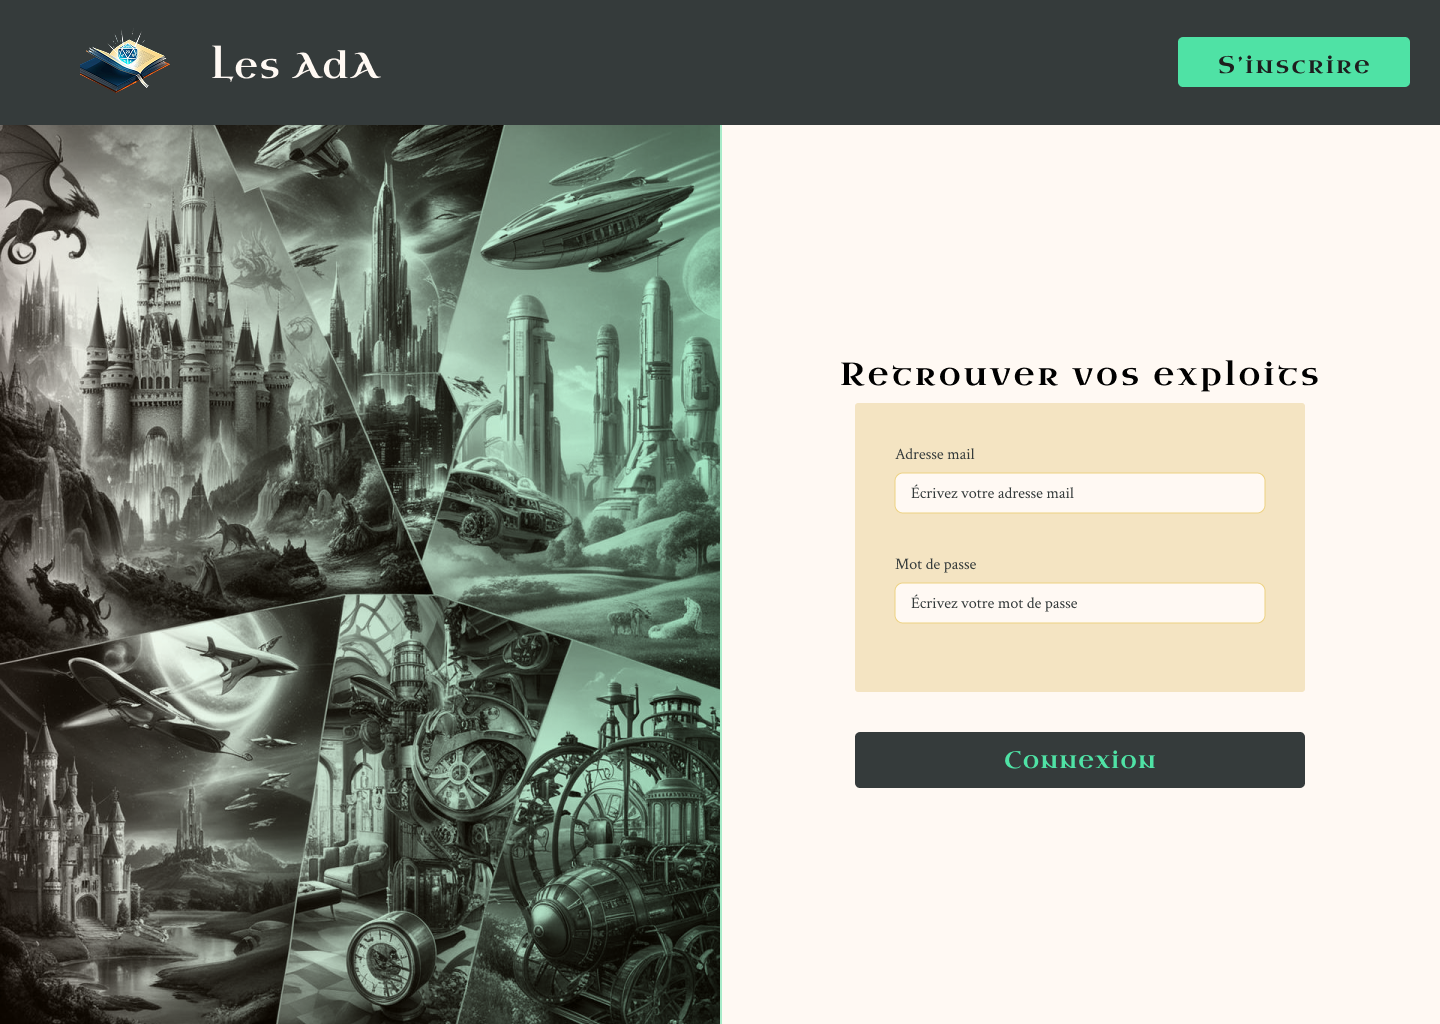 Les AdA
S'inscrire
Retrouver vos exploits
Adresse mail
Écrivez votre adresse mail
Mot de passe
Écrivez votre mot de passe
Connexion